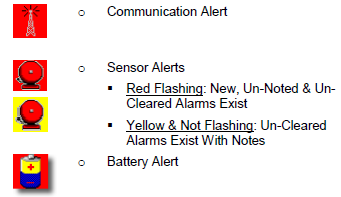 o Communication Alert
o Sensor Alerts
▪ Red Flashing: New, Un-Noted & Un-
Cleared Alarms Exist
▪ Yellow & Not Flashing: Un-Cleared
Alarms Exist With Notes
o Battery Alert